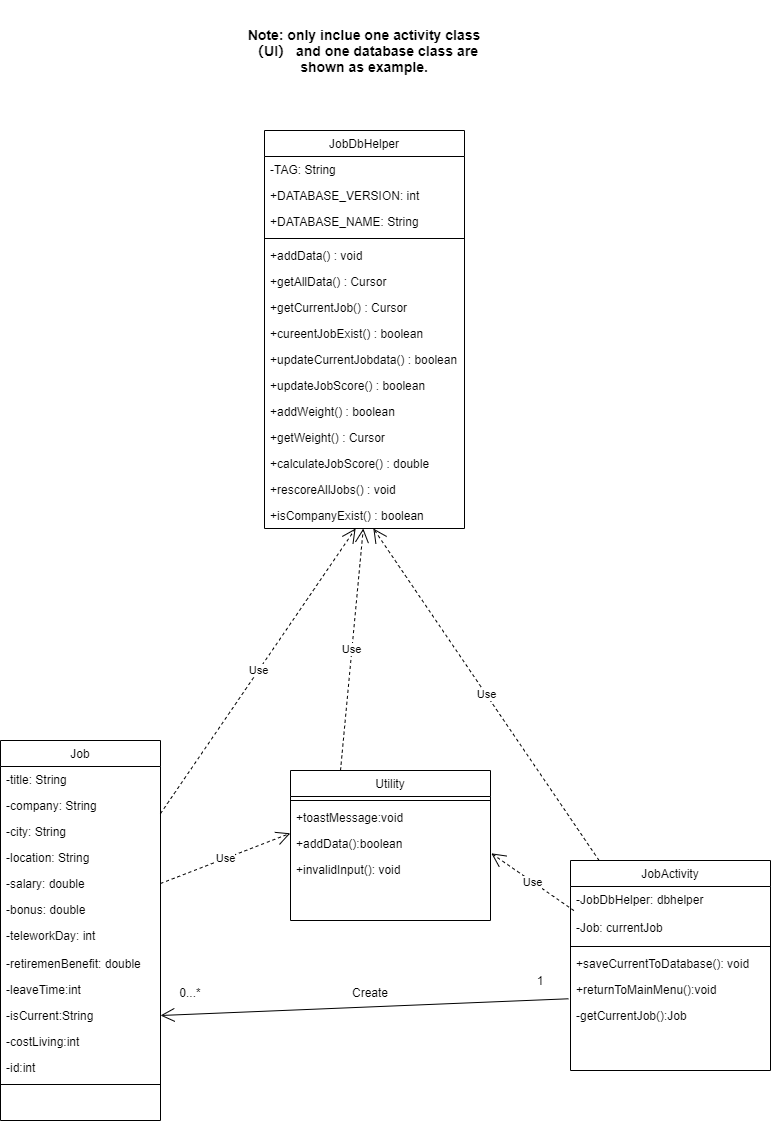 Note: only inclue one activity class
（UI） and one database class are
shown as example.
JobDbHelper
-TAG: String
+DATABASE_VERSION: int
+DATABASE_NAME: String
+addData() : void
+getAllData() : Cursor
+getCurrentJob() : Cursor
+cureentJobExist() : boolean
+updateCurrentJobdata() : boolean
+updateJobScore() : boolean
+addWeight() : boolean
+getWeight() : Cursor
+calculateJobScore() : double
+rescoreAllJobs() : void
+isCompanyExist() : boolean
Use
Use
Use
Job
-title: String
-company: String
-city: String
-location: String
-salary: double
-bonus: double
-teleworkDay: int
-retiremenBenefit: double
-leaveTime:int
-isCurrent:String
-costLiving:int
-id:int
Use
Utility
+toastMessage:void
+addData():boolean
+invalidInput(): void
Use
JobActivity
-JobDbHelper: dbhelper
-Job: currentJob
+saveCurrentToDatabase(): void
+returnToMainMenu():void
-getCurrentJob():Job
0...*
Create
1